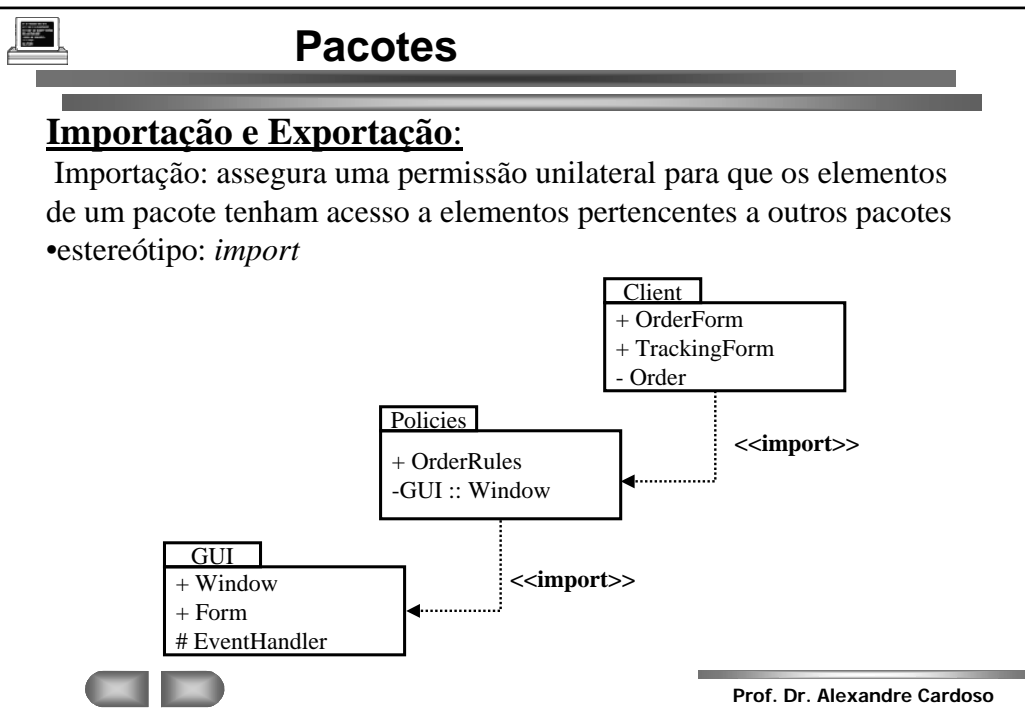 Pacotes
Importação e Exportação:
Importação: assegura uma permissão unilateral para que os elementos
de um pacote tenham acesso a elementos pertencentes a outros pacotes
•estereótipo: import
Client
+ OrderForm
+ TrackingForm
- Order
<<import>>
Policies
+ OrderRules
-GUI :: Window
<<import>>
GUI
+ Window
+ Form
# EventHandler
Prof. Dr. Alexandre Cardoso